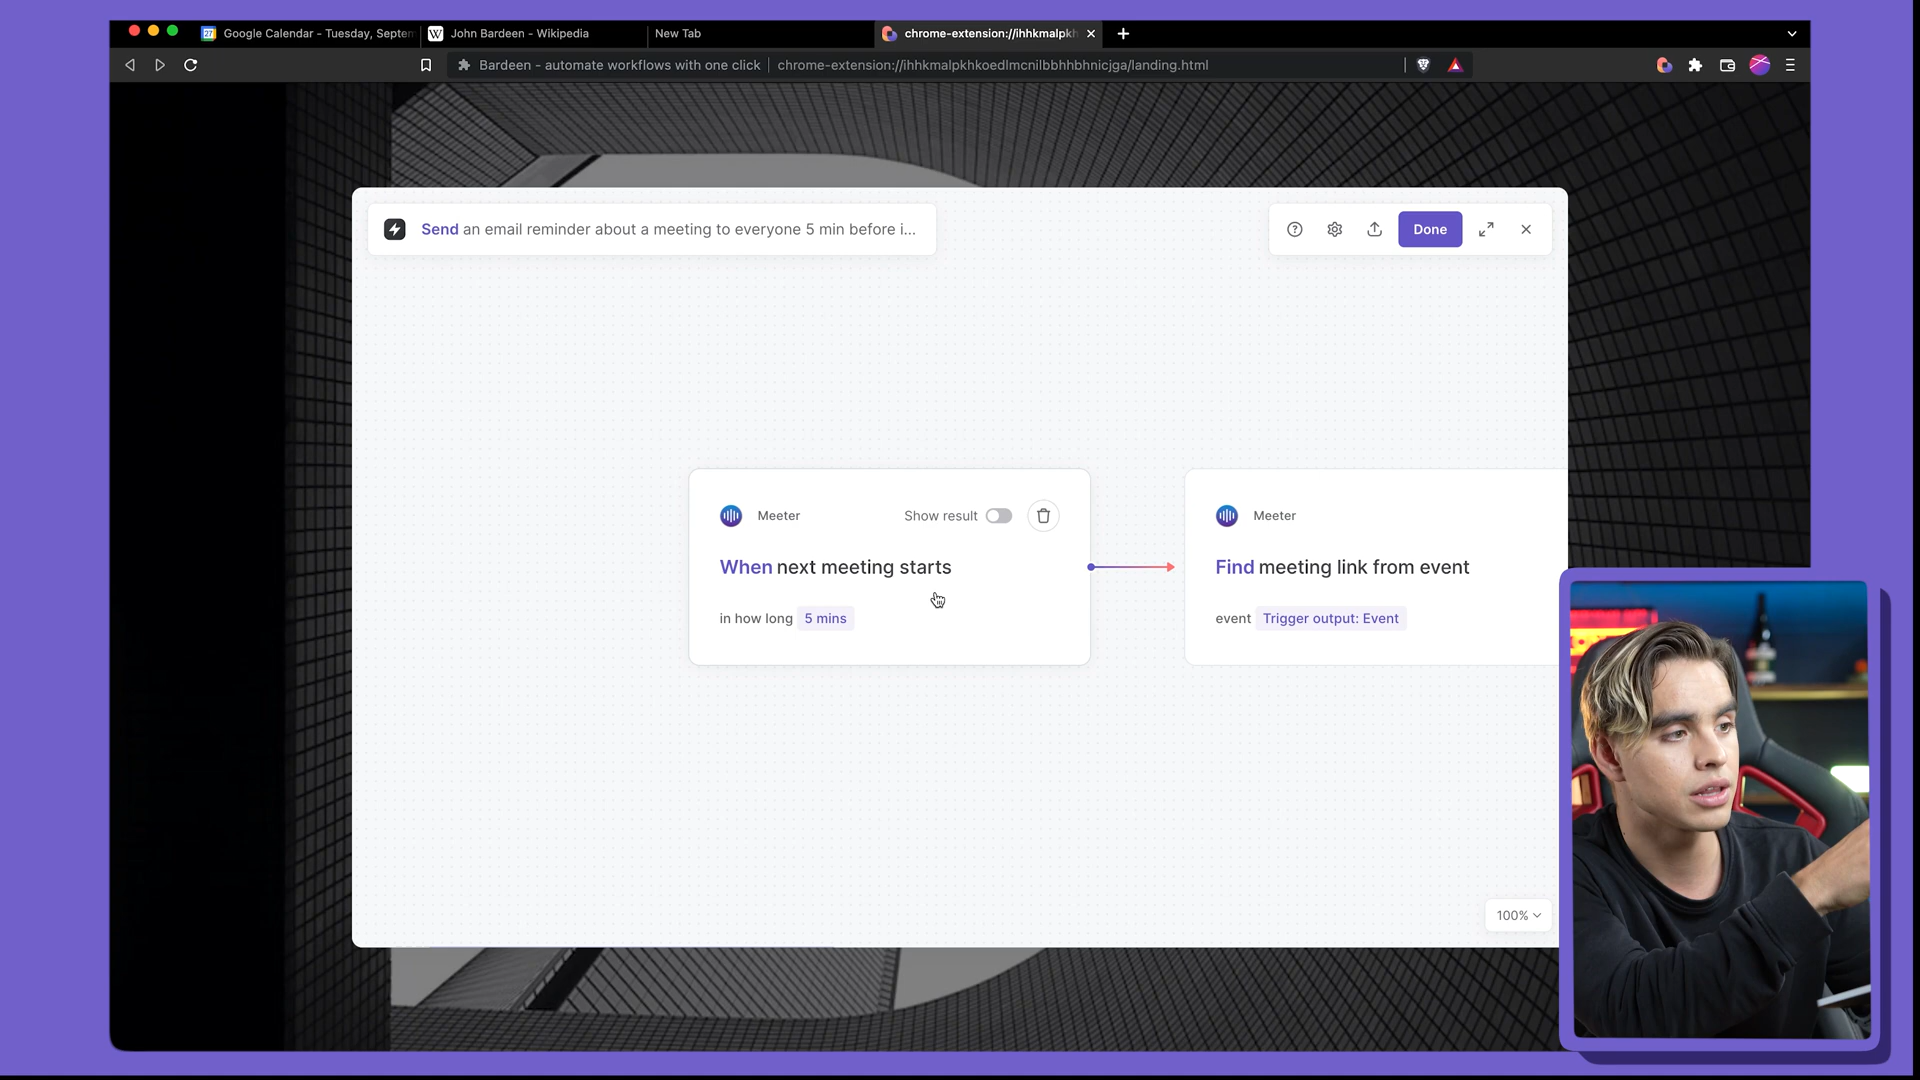 Google Calendar - Tuesday, Septem
John Bardeen - Wikipedia
New Tab
chrome-extension://ihhkmalpkh
Bardeen - automate workflows with one click
chrome-extension://ihhkmalpkhkoedlmcnilbbhhbhnicjga/landing.html
Send an email reminder about a meeting to everyone 5 min before i...
Done
Meeter
Show result
When next meeting starts
in how long 5 mins
Meeter
Find meeting link from event
event Trigger output: Event
100%